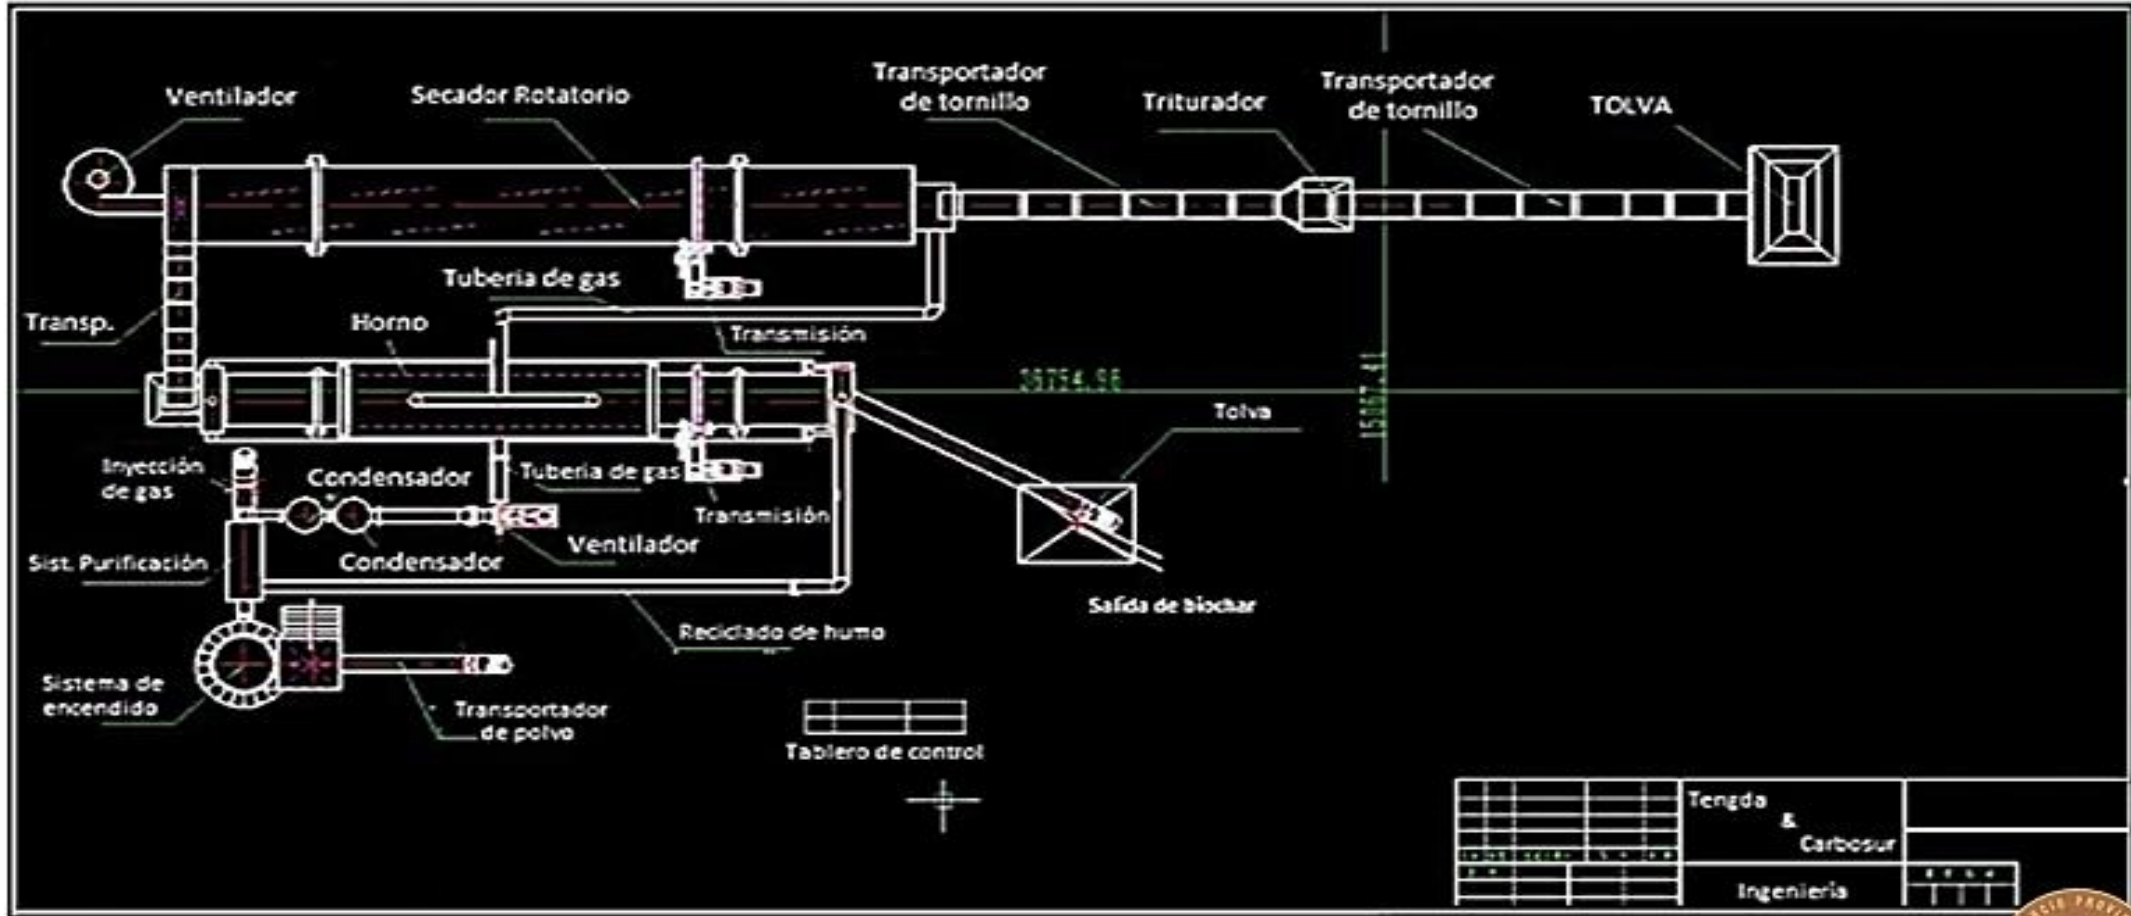 Ventilador
Secador Rotatorio
Transportador
de tornillo
Triturador
Transportador
de tornillo
TOLVA
Tuberia de gas
Transp.
Horno
Transmisión
15067.41
Tolva
Inyección
de gas
Condensador
Tuberia de gas
Transmisión
Ventilador
Sist. Purificación
Condensador
Salida de biochar
Reciclado de humo
Sistema de
encendido
Transportador
de polvo
Tablero de control
Tengda
&
Carbosur
Ingeniería